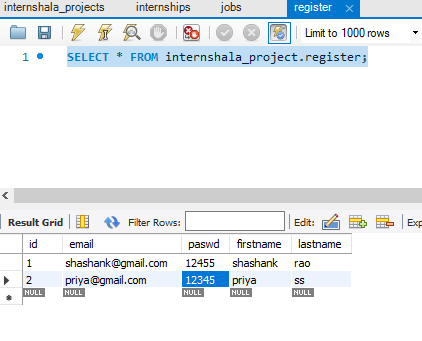 internshala_projects internships jobs register
Limit to 1000 rows
1 SELECT * FROM internshala_project.register;
Result Grid Filter Rows: Edit: Exp
id email paswd firstname lastname
1 shashank@gmail.com 12455 shashank rao
2 priya@gmail.com 12345 priya ss
NULL NULL NULL NULL NULL